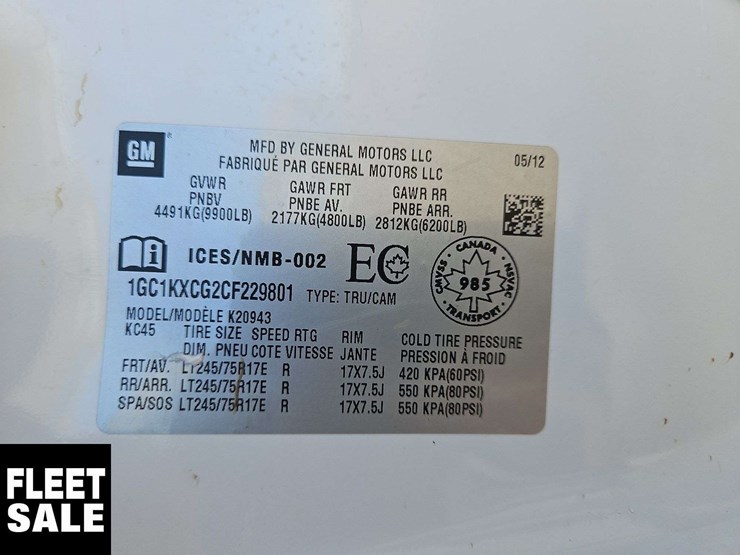 GM
MFD BY GENERAL MOTORS LLC
FABRIQUÉ PAR GENERAL MOTORS LLC
05/12
GVWR GAWR FRT GAWR RR
PNBV PNBE AV. PNBE ARR.
4491KG(9900LB) 2177KG(4800LB) 2812KG(6200LB)
ICES/NMB-002 EC
CANADA CMVSS NSVAC 985 TRANSPORT
1GC1KXCG2CF229801 TYPE: TRU/CAM
MODEL/MODÈLE K20943
KC45 TIRE SIZE SPEED RTG RIM COLD TIRE PRESSURE
DIM. PNEU COTE VITESSE JANTE PRESSION À FROID
FRT/AV. LT245/75R17E R 17X7.5J 420 KPA(60PSI)
RR/ARR. LT245/75R17E R 17X7.5J 550 KPA(80PSI)
SPA/SOS LT245/75R17E R 17X7.5J 550 KPA(80PSI)
FLEET
SALE